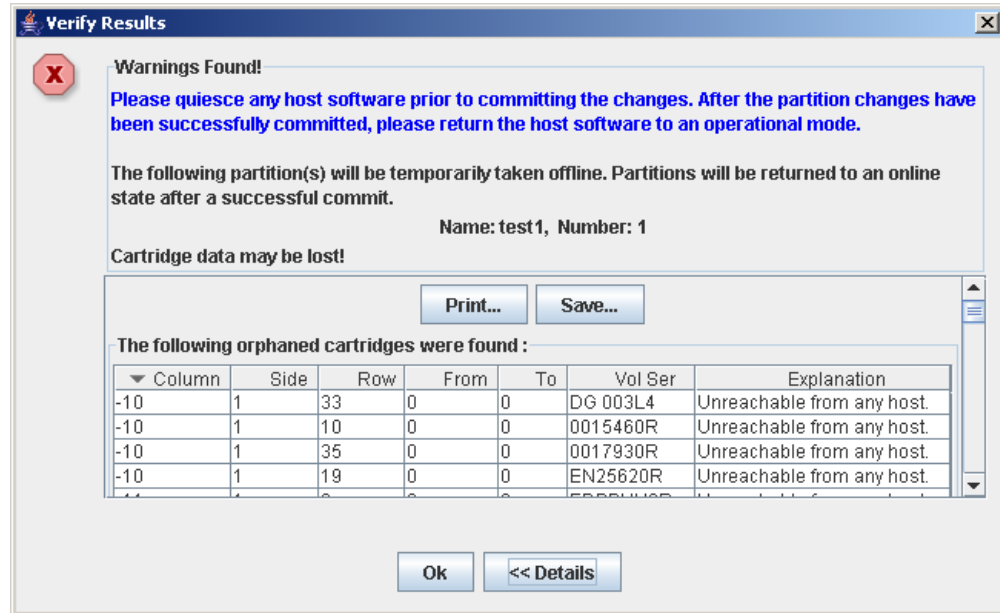 Verify Results
Warnings Found!
Please quiesce any host software prior to committing the changes. After the partition changes have
been successfully committed, please return the host software to an operational mode.
The following partition(s) will be temporarily taken offline. Partitions will be returned to an online
state after a successful commit.
Name: test1, Number: 1
Cartridge data may be lost!
Print... Save...
The following orphaned cartridges were found :
Column Side Row From To Vol Ser Explanation
-10 1 33 0 0 DG 003L4 Unreachable from any host.
-10 1 10 0 0 0015460R Unreachable from any host.
-10 1 35 0 0 0017930R Unreachable from any host.
-10 1 19 0 0 EN25620R Unreachable from any host.
Ok << Details